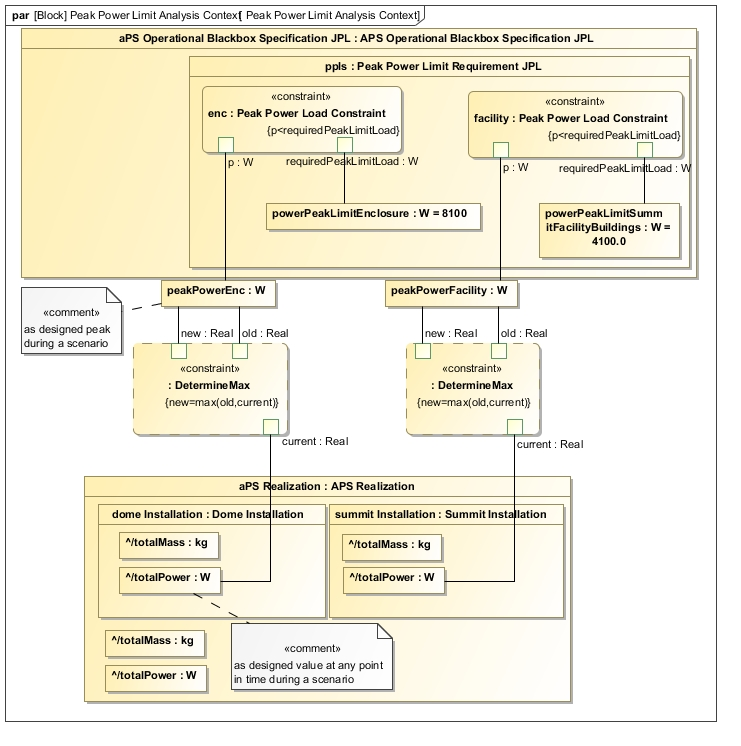 par [Block] Peak Power Limit Analysis Context[ Peak Power Limit Analysis Context]
aPS Operational Blackbox Specification JPL : APS Operational Blackbox Specification JPL
ppls : Peak Power Limit Requirement JPL
«constraint»
enc : Peak Power Load Constraint
{p<requiredPeakLimitLoad}
p : W
requiredPeakLimitLoad : W
«constraint»
facility : Peak Power Load Constraint
{p<requiredPeakLimitLoad}
p : W
requiredPeakLimitLoad : W
powerPeakLimitEnclosure : W = 8100
powerPeakLimitSumm
itFacilityBuildings : W =
4100.0
peakPowerEnc : W
peakPowerFacility : W
«comment»
as designed peak
during a scenario
new : Real
old : Real
new : Real
old : Real
«constraint»
: DetermineMax
{new=max(old,current)}
current : Real
«constraint»
: DetermineMax
{new=max(old,current)}
current : Real
aPS Realization : APS Realization
dome Installation : Dome Installation
^/totalMass : kg
^/totalPower : W
summit Installation : Summit Installation
^/totalMass : kg
^/totalPower : W
^/totalMass : kg
^/totalPower : W
«comment»
as designed value at any point
in time during a scenario